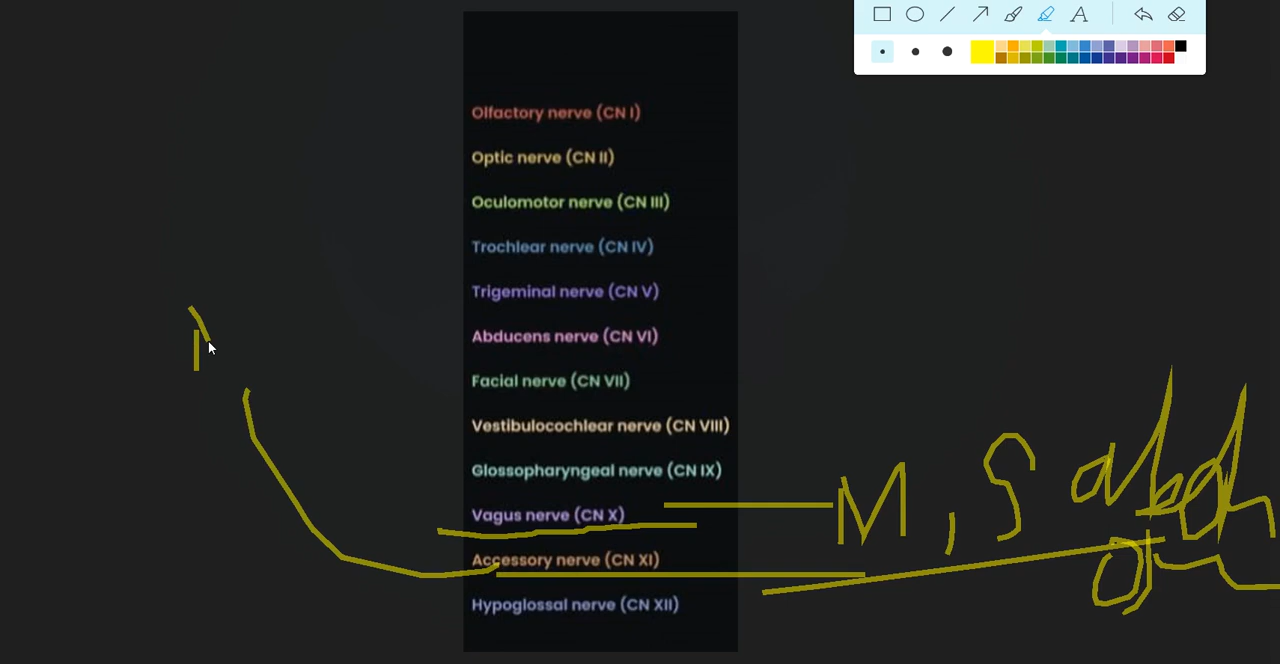 Olfactory nerve (CN I)
Optic nerve (CN II)
Oculomotor nerve (CN III)
Trochlear nerve (CN IV)
Trigeminal nerve (CN V)
Abducens nerve (CN VI)
Facial nerve (CN VII)
Vestibulocochlear nerve (CN VIII)
Glossopharyngeal nerve (CN IX)
Vagus nerve (CN X)
M, S
Accessory nerve (CN XI)
Hypoglossal nerve (CN XII)